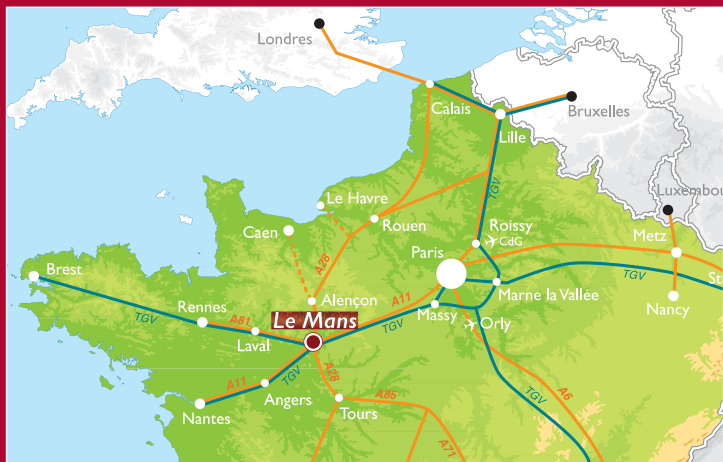 Londres
Calais
Bruxelles
Lille
TGV
Luxembou
Le Havre
Caen
Rouen
Roissy
CdG
Metz
A28
Paris
Brest
TGV
St
Alençon
A11
Marne la Vallée
Nancy
Rennes
A81
Le Mans
TGV
Massy
Orly
TGV
Laval
TGV
A11
A28
Angers
A85
A6
TGV
Nantes
Tours
A71